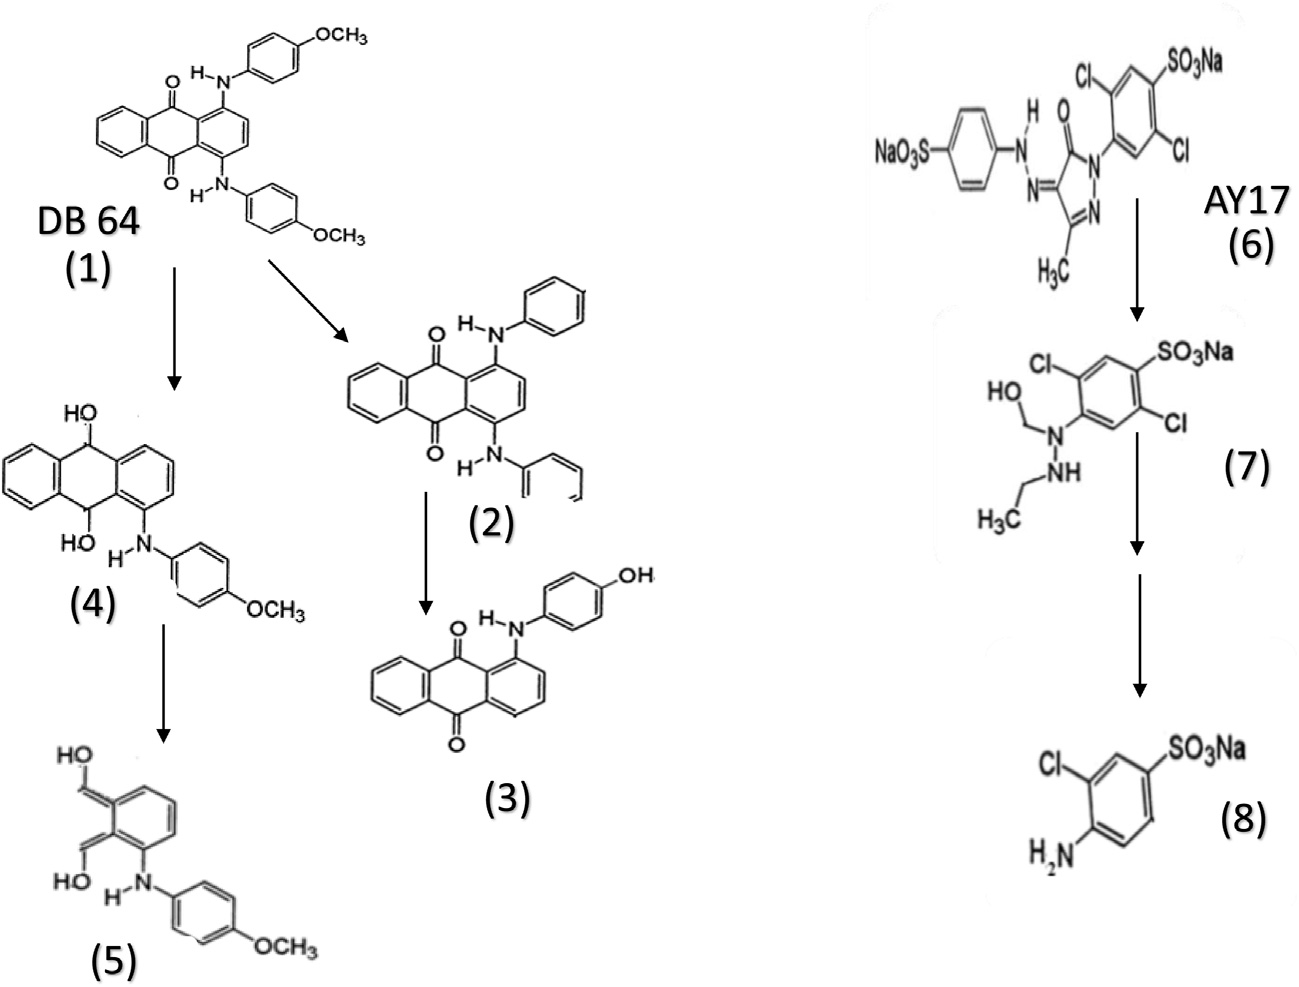 OCH3
O
H
N
DB 64
(1)
O
H
N
OCH3
O
H
N
(2)
O
H
N
HO
HO
H
N
OCH3
(4)
OH
H
N
O
O
(3)
HO
HO
H
N
OCH3
(5)
Cl
SO3Na
H
O
NaO3S
N
N
Cl
N
N
H3C
AY17
(6)
Cl
SO3Na
HO
Cl
N
NH
H3C
(7)
Cl
SO3Na
H2N
(8)